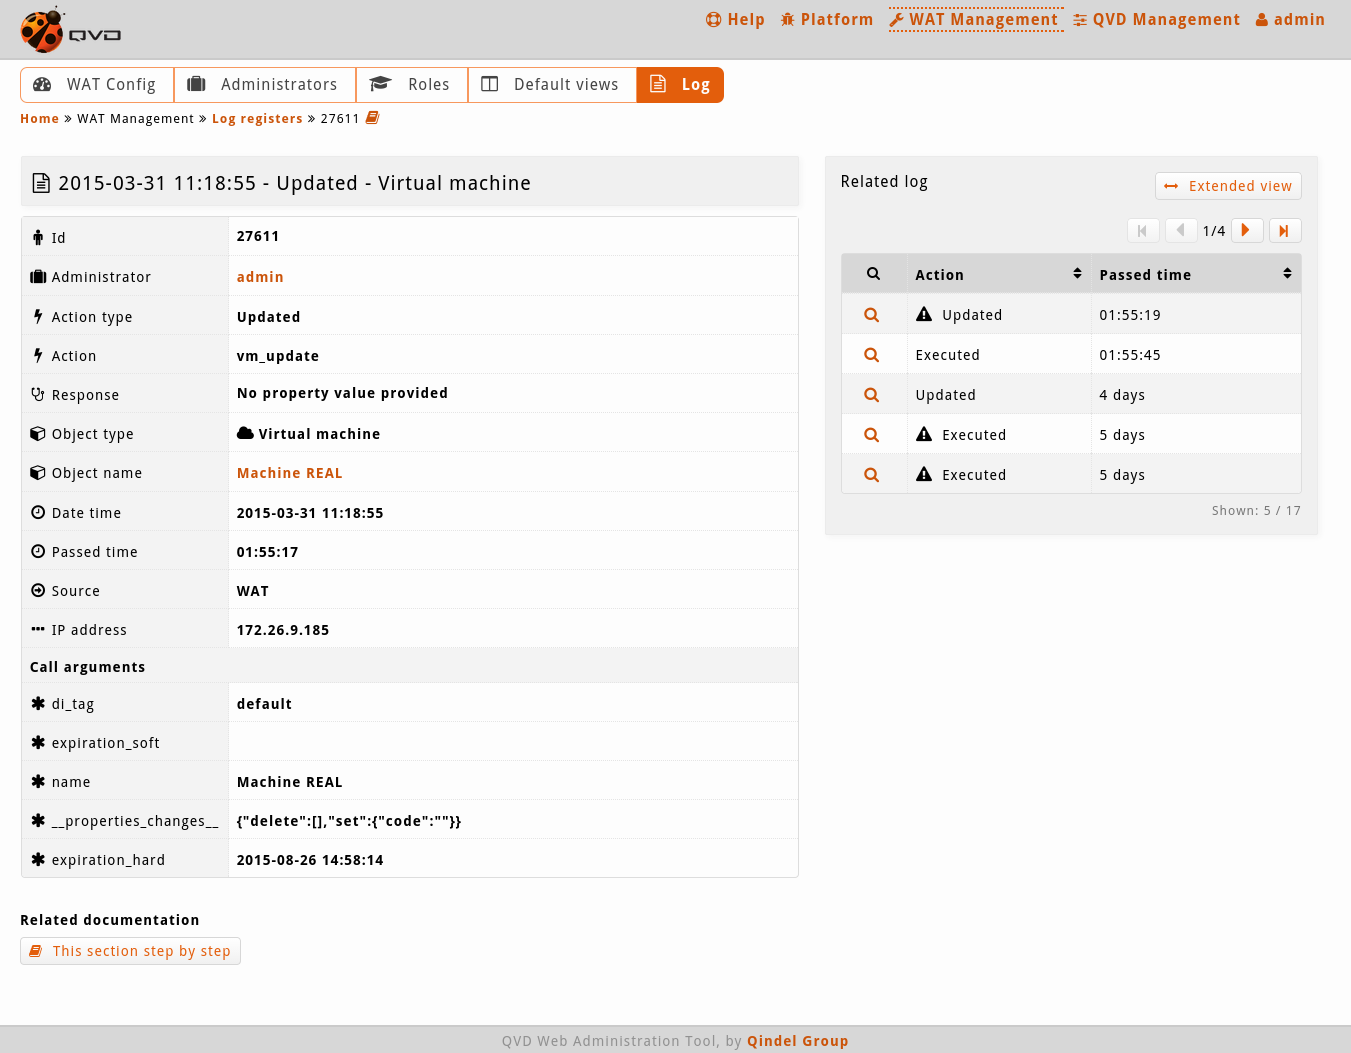 QVD
Help Platform WAT Management QVD Management admin
WAT Config Administrators Roles Default views Log
Home » WAT Management » Log registers » 27611
2015-03-31 11:18:55 - Updated - Virtual machine
Id 27611
Administrator admin
Action type Updated
Action vm_update
Response No property value provided
Object type Virtual machine
Object name Machine REAL
Date time 2015-03-31 11:18:55
Passed time 01:55:17
Source WAT
IP address 172.26.9.185
Call arguments
di_tag default
expiration_soft
name Machine REAL
__properties_changes__ {"delete":[],"set":{"code":""}}
expiration_hard 2015-08-26 14:58:14
Related documentation
This section step by step
Related log
Extended view
1/4
Action Passed time
Updated 01:55:19
Executed 01:55:45
Updated 4 days
Executed 5 days
Executed 5 days
Shown: 5 / 17
QVD Web Administration Tool, by Qindel Group